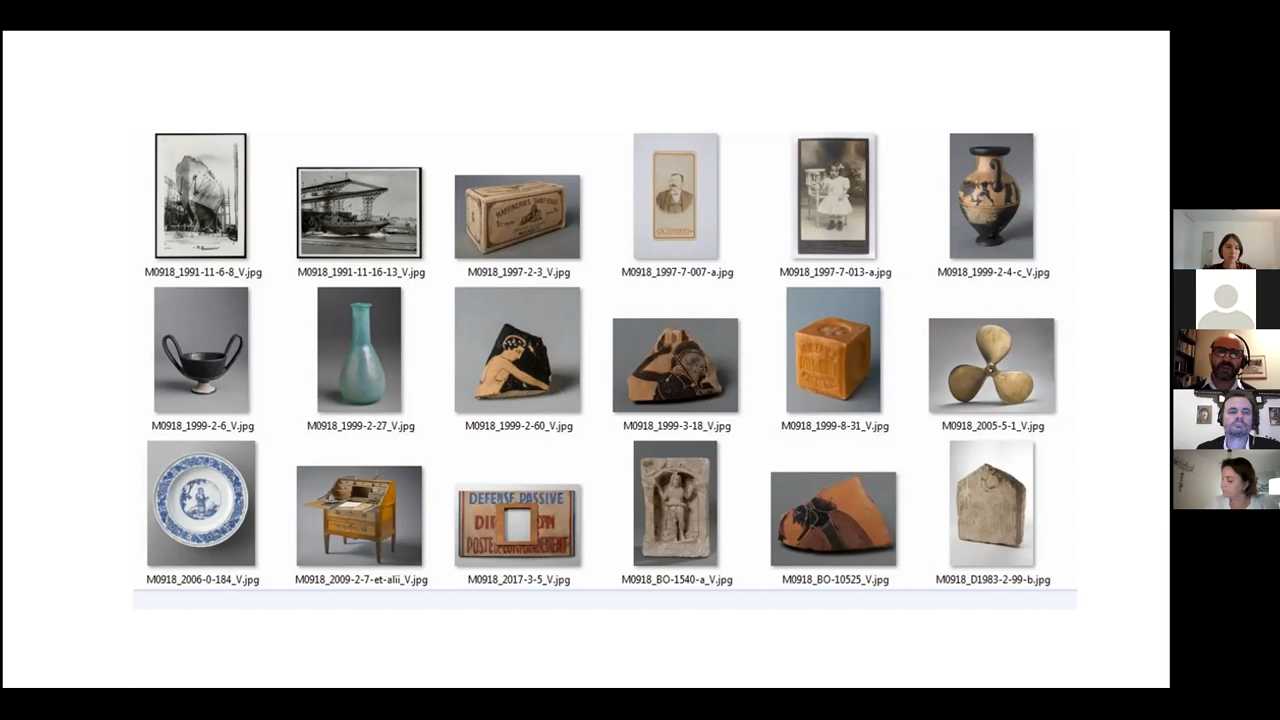 M0918_1991-11-6-8_V.jpg
M0918_1991-11-16-13_V.jpg
M0918_1997-2-3_V.jpg
M0918_1997-7-007-a.jpg
M0918_1997-7-013-a.jpg
M0918_1999-2-4-c_V.jpg
M0918_1999-2-6_V.jpg
M0918_1999-2-27_V.jpg
M0918_1999-2-60_V.jpg
M0918_1999-3-18_V.jpg
M0918_1999-8-31_V.jpg
M0918_2005-5-1_V.jpg
DEFENSE PASSIVE
POSTE
M0918_2006-0-184_V.jpg
M0918_2009-2-7-et-alii_V.jpg
M0918_2017-3-5_V.jpg
M0918_BO-1540-a_V.jpg
M0918_BO-10525_V.jpg
M0918_D1983-2-99-b.jpg